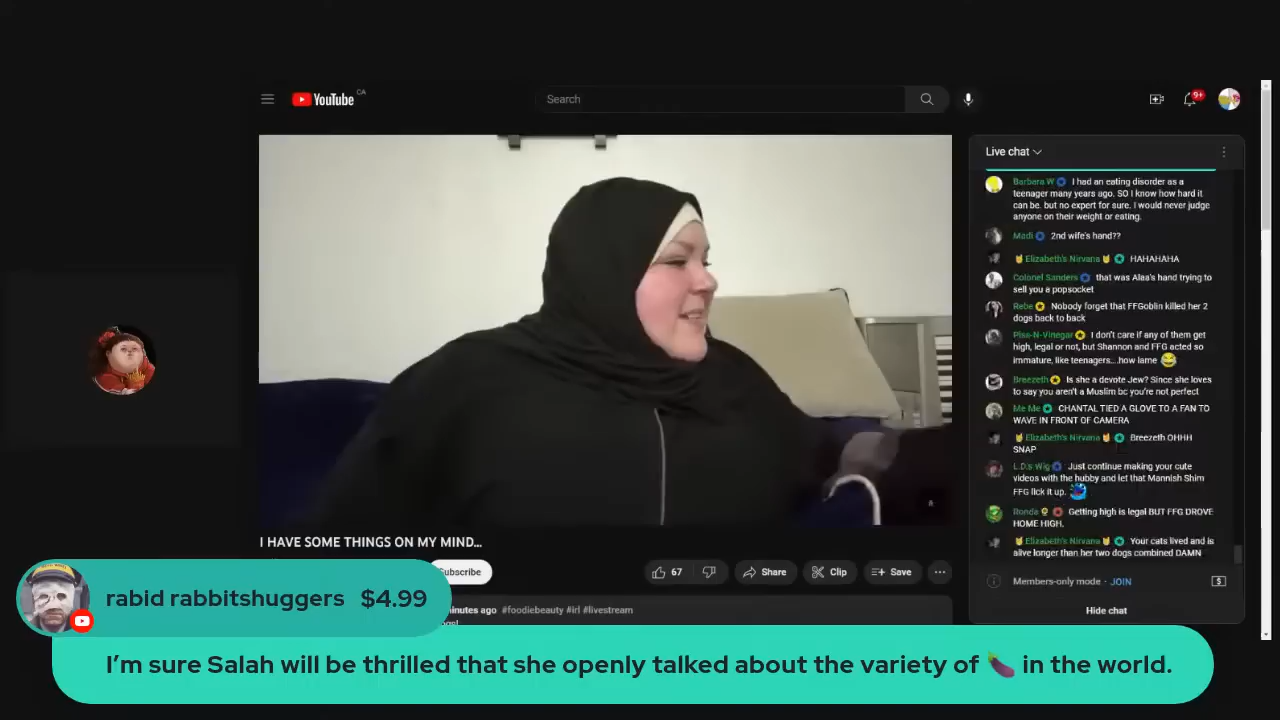 YouTube CA
Search
9+
Live chat
Barbara W I had an eating disorder as a
teenager many years ago. SO I know how hard it
can be. but no expert for sure. I would never judge
anyone on their weight or eating.
Madi 2nd wife's hand??
Elizabeth's Nirvana HAHAHAHA
Colonel Sanders that was Alaa's hand trying to
sell you a popsocket
Rebe Nobody forget that FFGoblin killed her 2
dogs back to back
Piss-N-Vinegar I don't care if any of them get
high, legal or not, but Shannon and FFG acted so
immature, like teenagers....how lame 😂
Breezeth Is she a devote Jew? Since she loves
to say you aren't a Muslim bc you're not perfect
Me Me CHANTAL TIED A GLOVE TO A FAN TO
WAVE IN FRONT OF CAMERA
Elizabeth's Nirvana Breezeth OHHH
SNAP
L.D.'s Wig Just continue making your cute
videos with the hubby and let that Mannish Shim
FFG lick it up.
Ronda Getting high is legal BUT FFG DROVE
HOME HIGH.
Elizabeth's Nirvana Your cats lived and is
alive longer than her two dogs combined DAMN
Members-only mode - JOIN
Hide chat
I HAVE SOME THINGS ON MY MIND...
Subscribe
67
Share
Clip
Save
minutes ago #foodiebeauty #irl #livestream
rabid rabbitshuggers $4.99
I'm sure Salah will be thrilled that she openly talked about the variety of 🍆 in the world.